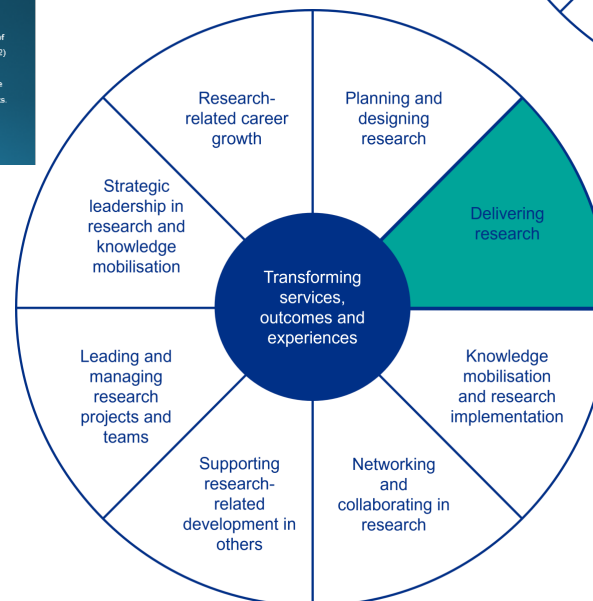 of
2)
s.
Research-
related career
growth
Planning and
designing
research
Delivering
research
Knowledge
mobilisation
and research
implementation
Networking
and
collaborating in
research
Supporting
research-
related
development in
others
Leading and
managing
research
projects and
teams
Strategic
leadership in
research and
knowledge
mobilisation
Transforming
services,
outcomes and
experiences